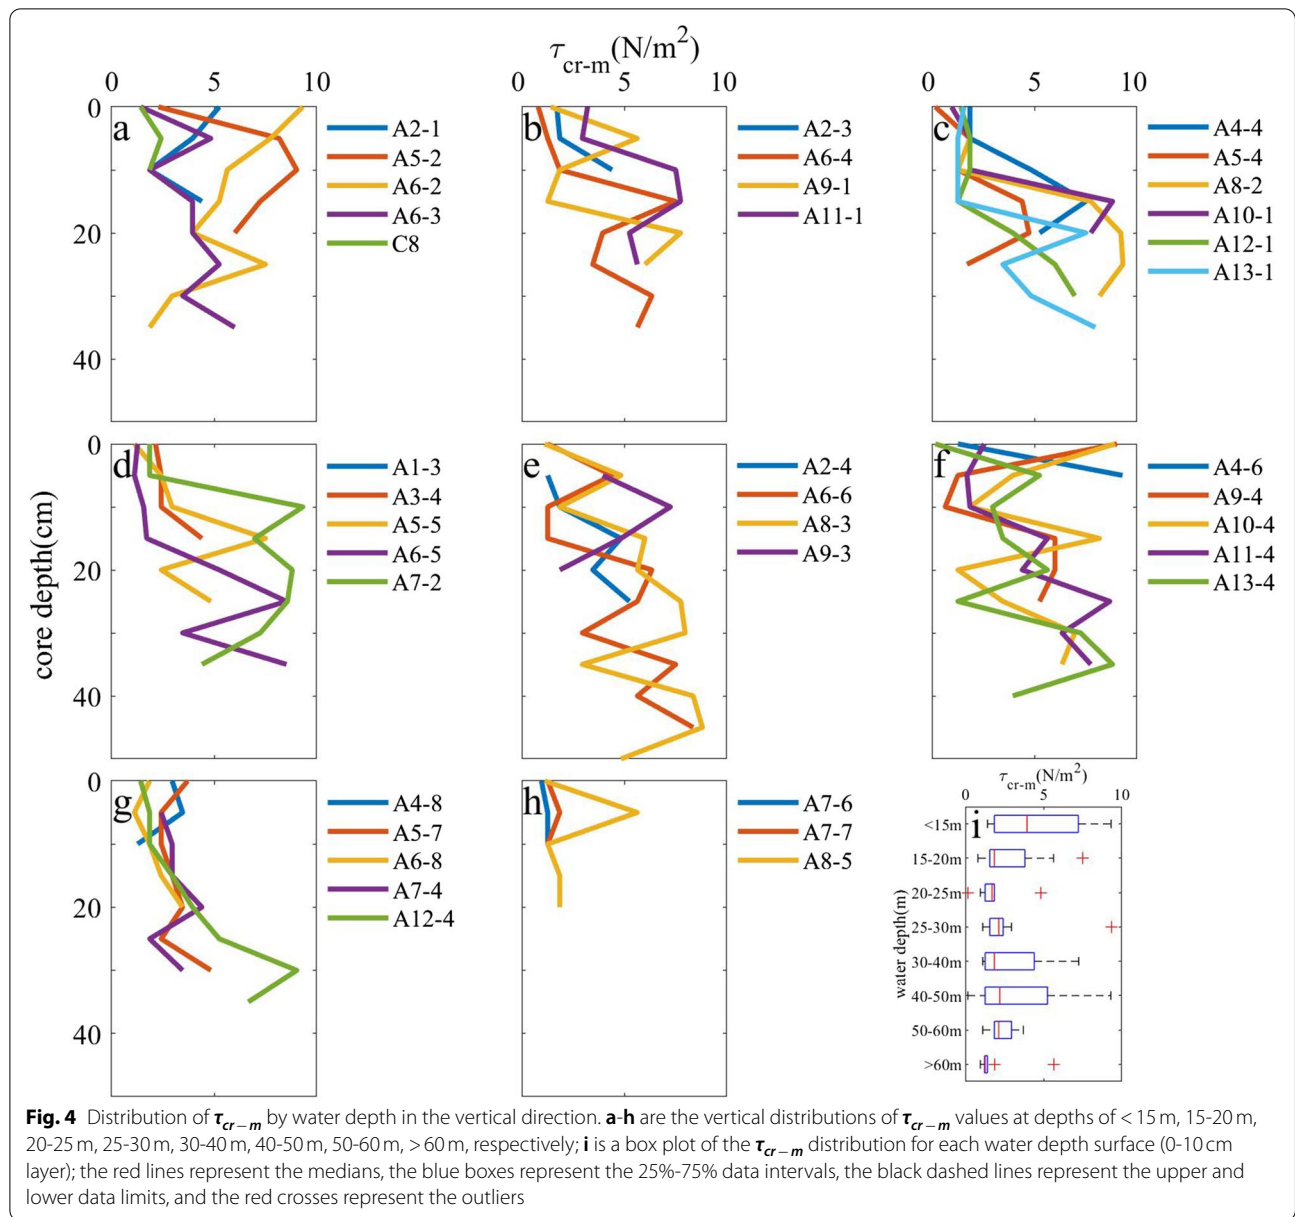 τcr-m(N/m²)
0 5 10 0 5 10 0 5 10
0
20
40
a
A2-1
A5-2
A6-2
A6-3
C8
b
A2-3
A6-4
A9-1
A11-1
c
A4-4
A5-4
A8-2
A10-1
A12-1
A13-1
core depth(cm)
0
20
40
d
A1-3
A3-4
A5-5
A6-5
A7-2
e
A2-4
A6-6
A8-3
A9-3
f
A4-6
A9-4
A10-4
A11-4
A13-4
0
20
40
g
A4-8
A5-7
A6-8
A7-4
A12-4
h
A7-6
A7-7
A8-5
τcr-m(N/m²)
0 5 10
i
water depth(m)
<15m
15-20m
20-25m
25-30m
30-40m
40-50m
50-60m
>60m
Fig. 4 Distribution of τcr−m by water depth in the vertical direction. a-h are the vertical distributions of τcr−m values at depths of < 15 m, 15-20 m,
20-25 m, 25-30 m, 30-40 m, 40-50 m, 50-60 m, > 60 m, respectively; i is a box plot of the τcr−m distribution for each water depth surface (0-10 cm
layer); the red lines represent the medians, the blue boxes represent the 25%-75% data intervals, the black dashed lines represent the upper and
lower data limits, and the red crosses represent the outliers